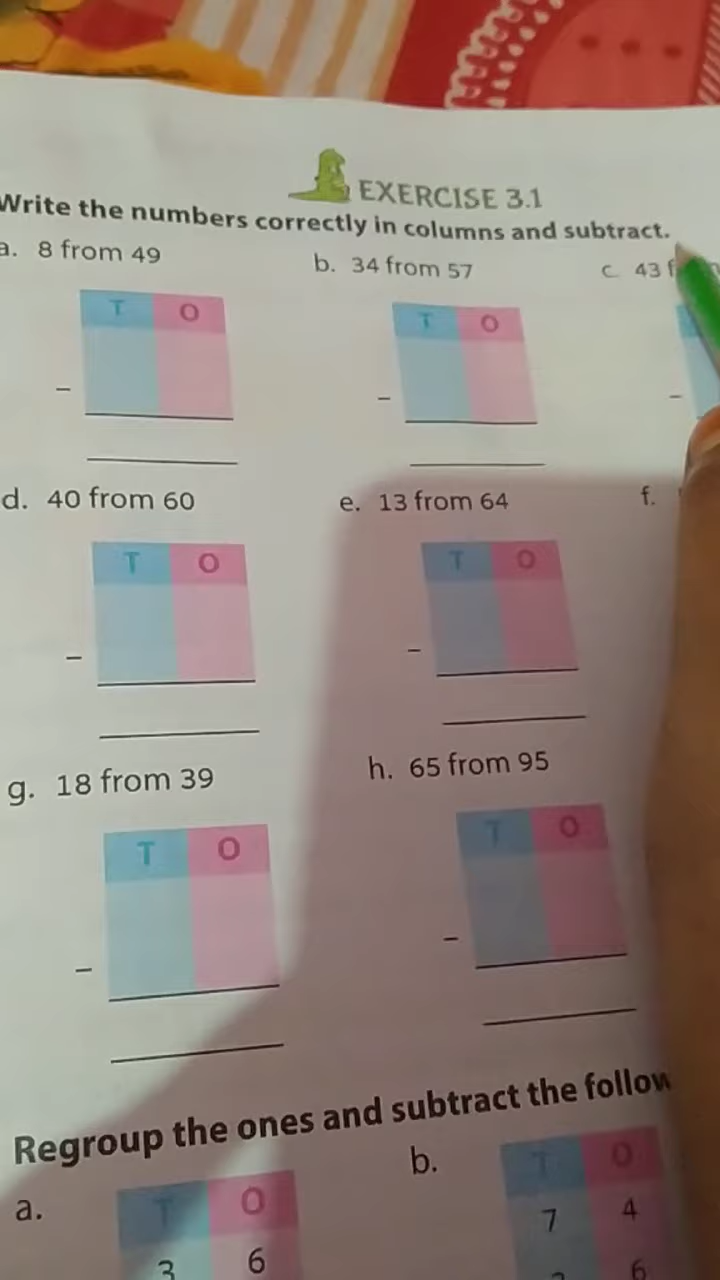 EXERCISE 3.1
Write the numbers correctly in columns and subtract.
a. 8 from 49
b. 34 from 57
c. 43
T O
T O
–
–
–
d. 40 from 60
e. 13 from 64
f.
T O
T O
–
–
g. 18 from 39
h. 65 from 95
T O
T O
–
–
Regroup the ones and subtract the
a.
b.
T O
T O
3 6
7 4
6